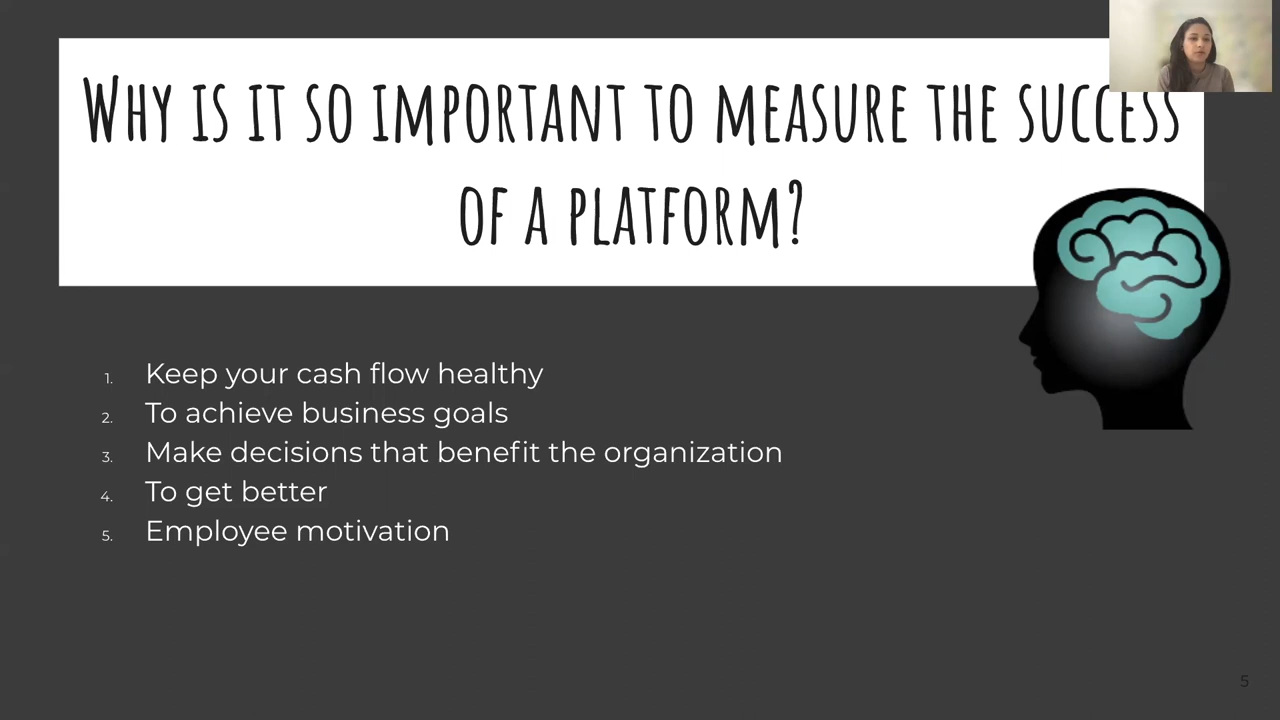 Why is it so important to measure the success
of a platform?
1. Keep your cash flow healthy
2. To achieve business goals
3. Make decisions that benefit the organization
4. To get better
5. Employee motivation
5